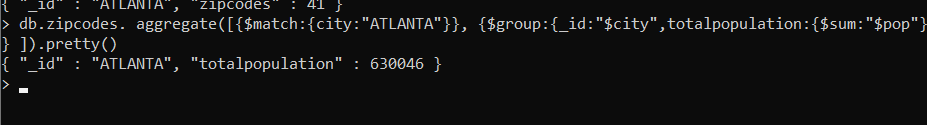 { "_id" : "ATLANTA", "zipcodes" : 41 }
> db.zipcodes. aggregate([{$match:{city:"ATLANTA"}}, {$group:{_id:"$city",totalpopulation:{$sum:"$pop"}
} ]).pretty()
{ "_id" : "ATLANTA", "totalpopulation" : 630046 }
>